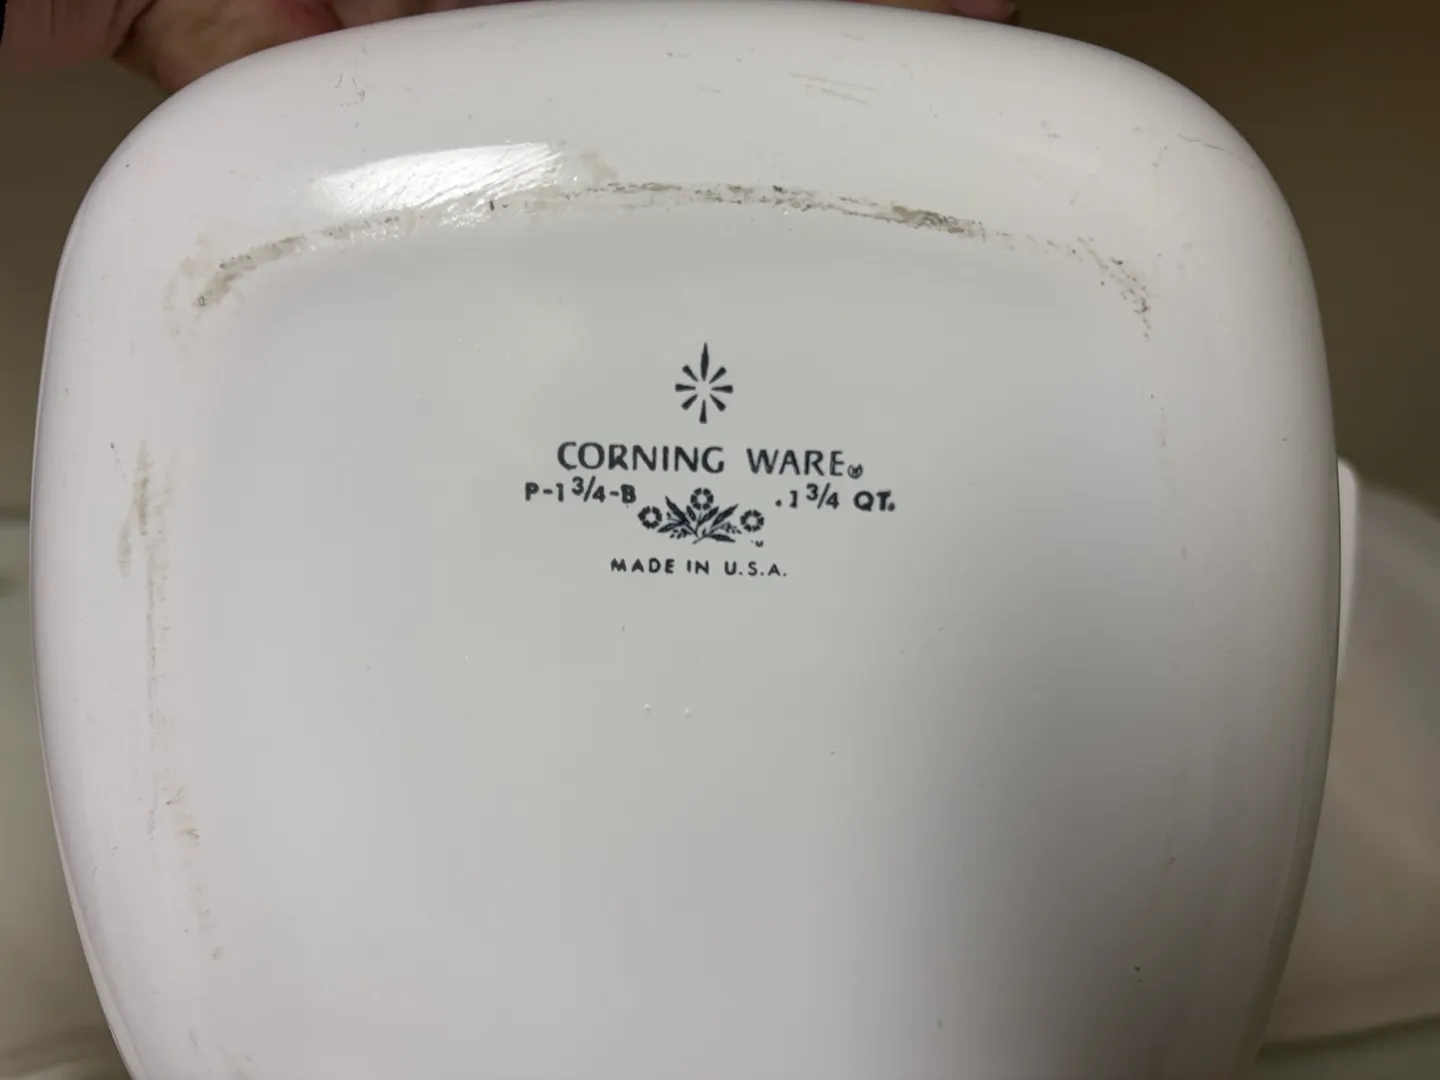 CORNING WARE®
P-1 3/4-B .1 3/4 QT.
MADE IN U.S.A.